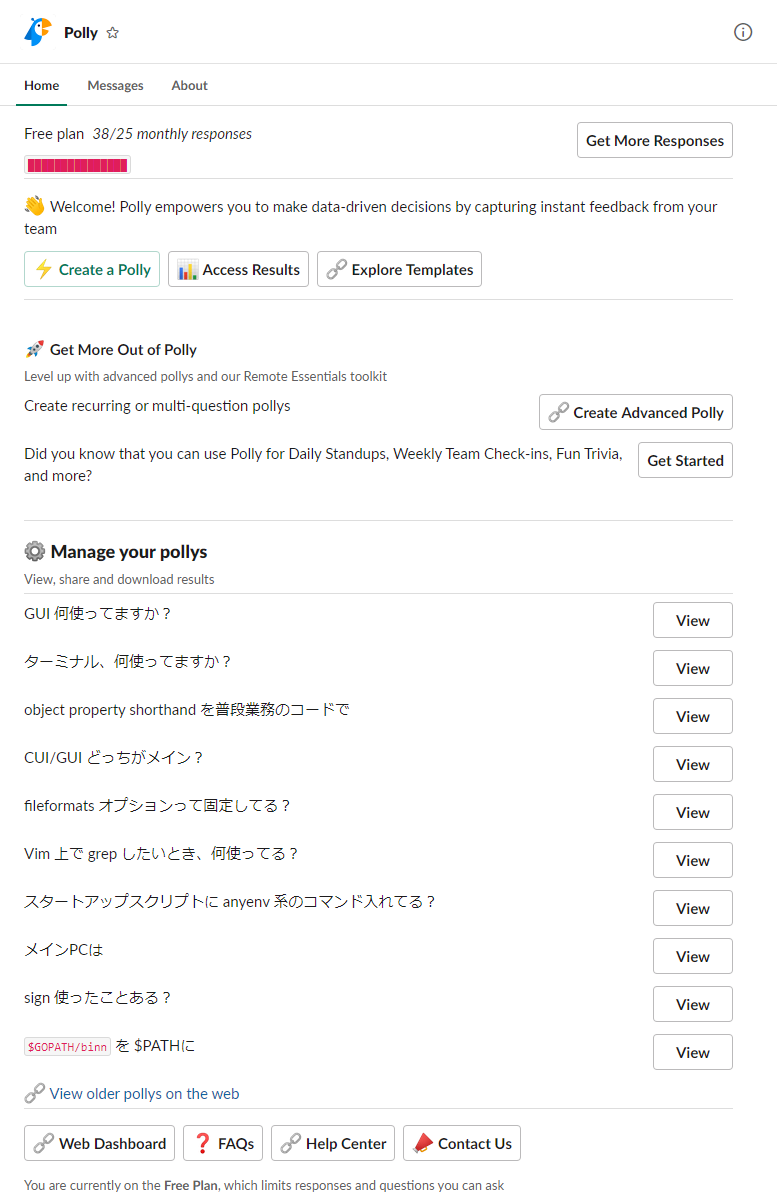 Polly
Home Messages About
Free plan 38/25 monthly responses
Get More Responses
Welcome! Polly empowers you to make data-driven decisions by capturing instant feedback from your
team
Create a Polly Access Results Explore Templates
Get More Out of Polly
Level up with advanced pollys and our Remote Essentials toolkit
Create recurring or multi-question pollys
Create Advanced Polly
Did you know that you can use Polly for Daily Standups, Weekly Team Check-ins, Fun Trivia,
and more?
Get Started
Manage your pollys
View, share and download results
GUI 何使ってますか？
View
ターミナル、何使ってますか？
View
object property shorthand を普段業務のコードで
View
CUI/GUI どっちがメイン？
View
fileformats オプションって固定してる？
View
Vim 上で grep したいとき、何使ってる？
View
スタートアップスクリプトに anyenv 系のコマンド入れてる？
View
メインPCは
View
sign 使ったことある？
View
$GOPATH/binn を $PATHに
View
View older pollys on the web
Web Dashboard FAQs Help Center Contact Us
You are currently on the Free Plan, which limits responses and questions you can ask